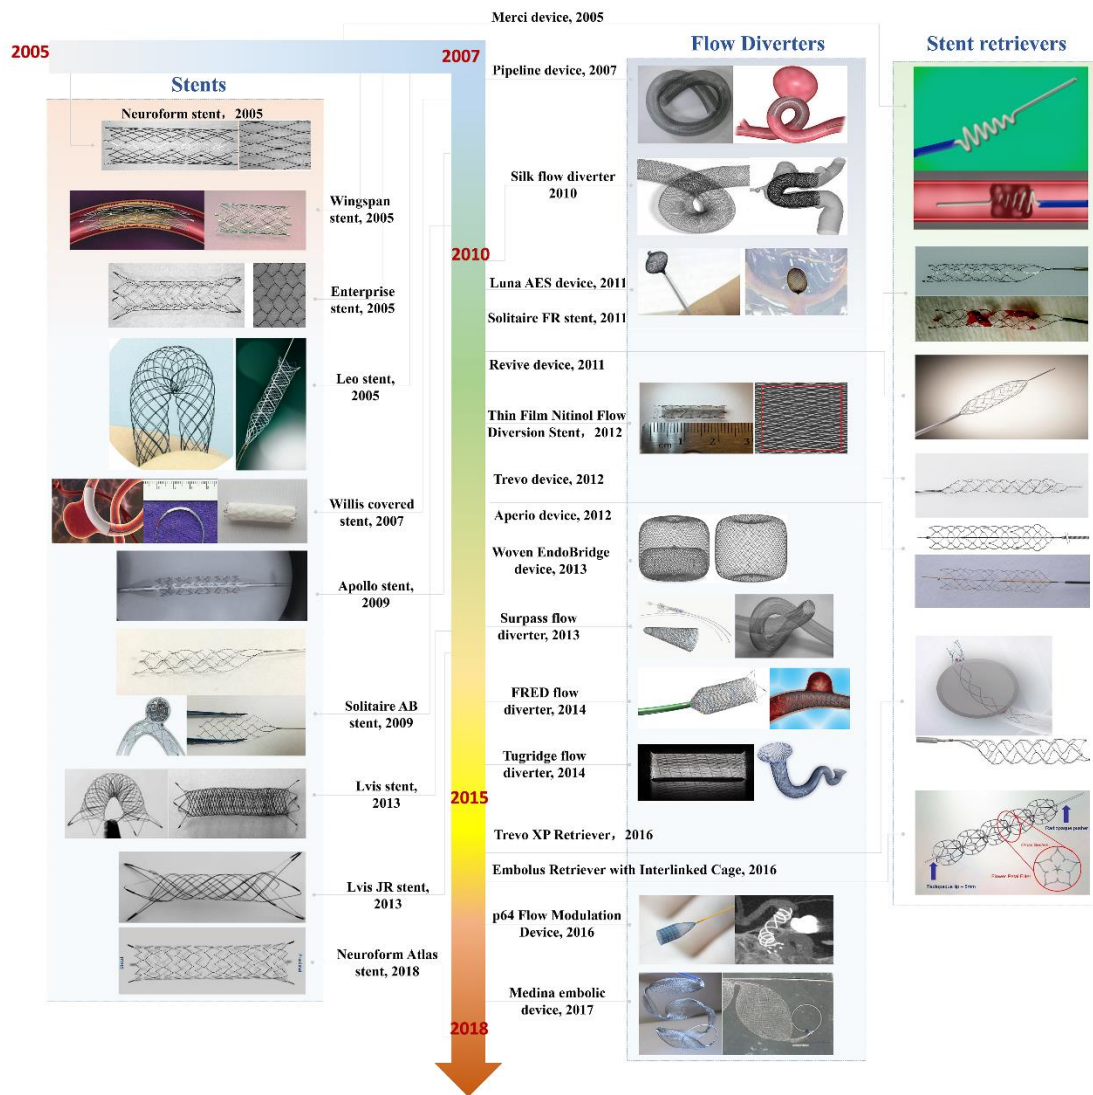 Merci device, 2005
2005
2007
Flow Diverters
Stent retrievers
Stents
Pipeline device, 2007
Neuroform stent，2005
Silk flow diverter
2010
Wingspan
stent, 2005
2010
Luna AES device, 2011
Enterprise
stent, 2005
Solitaire FR stent, 2011
Revive device, 2011
Leo stent,
2005
Thin Film Nitinol Flow
Diversion Stent，2012
cm 1 2 3
Trevo device, 2012
Willis covered
stent, 2007
Aperio device, 2012
Woven EndoBridge
device, 2013
Apollo stent,
2009
Surpass flow
diverter, 2013
Solitaire AB
stent, 2009
FRED flow
diverter, 2014
Tugridge flow
diverter, 2014
Lvis stent,
2013
2015
Trevo XP Retriever，2016
Embolus Retriever with Interlinked Cage, 2016
Lvis JR stent,
2013
p64 Flow Modulation
Device, 2016
Neuroform Atlas
stent, 2018
Medina embolic
device, 2017
2018